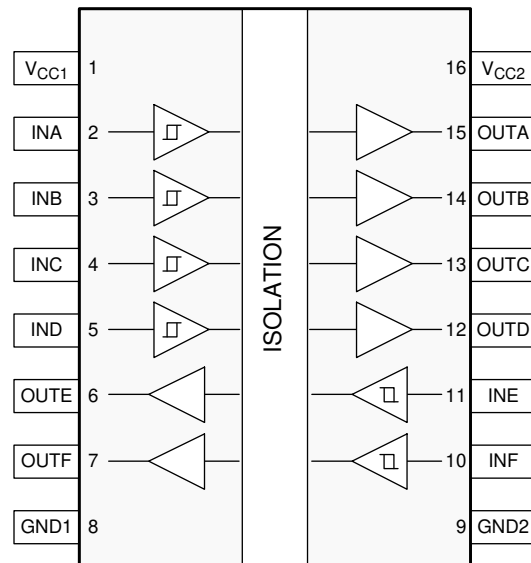 VCC1 1 16 VCC2
INA 2 15 OUTA
INB 3 14 OUTB
INC 4 13 OUTC
IND 5 12 OUTD
OUTE 6 11 INE
OUTF 7 10 INF
GND1 8 9 GND2
ISOLATION